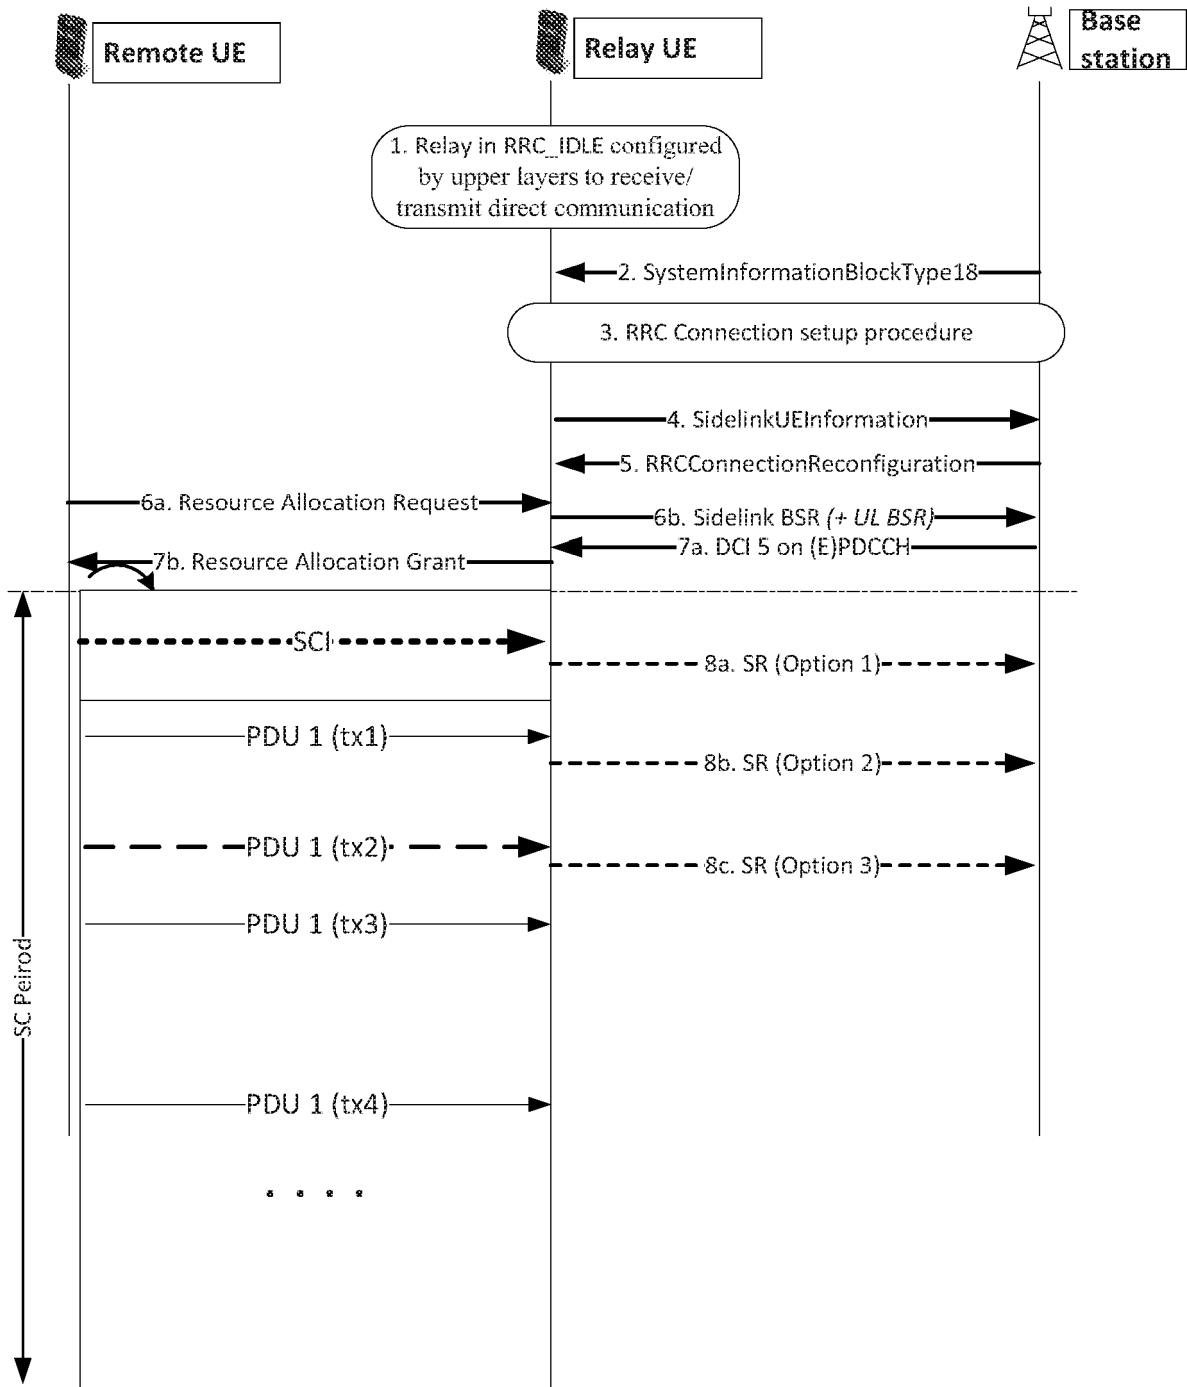 Remote UE
Relay UE
Base
station
1. Relay in RRC_IDLE configured
by upper layers to receive/
transmit direct communication
2. SystemInformationBlockType18
3. RRC Connection setup procedure
4. SidelinkUEInformation
5. RRCConnectionReconfiguration
6a. Resource Allocation Request
6b. Sidelink BSR (+ UL BSR)
7a. DCI 5 on (E)PDCCH
7b. Resource Allocation Grant
SCI
8a. SR (Option 1)
PDU 1 (tx1)
8b. SR (Option 2)
PDU 1 (tx2)
8c. SR (Option 3)
PDU 1 (tx3)
SC Peirod
PDU 1 (tx4)
. . . .